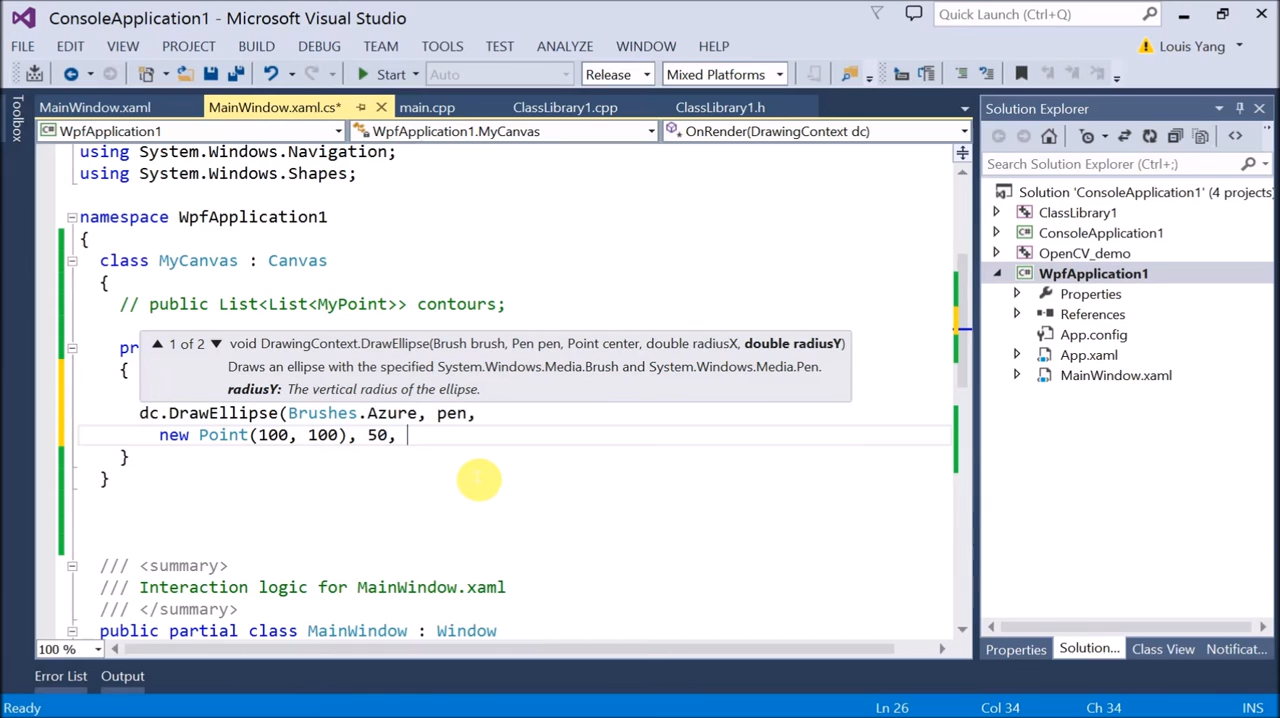 ConsoleApplication1 - Microsoft Visual Studio
Quick Launch (Ctrl+;)
FILE EDIT VIEW PROJECT BUILD DEBUG TEAM TOOLS TEST ANALYZE WINDOW HELP
Louis Yang
Start Auto Release Mixed Platforms
Toolbox
MainWindow.xaml MainWindow.xaml.cs* main.cpp ClassLibrary1.cpp ClassLibrary1.h
WpfApplication1 WpfApplication1.MyCanvas OnRender(DrawingContext dc)
using System.Windows.Navigation;
using System.Windows.Shapes;
namespace WpfApplication1
{
class MyCanvas : Canvas
{
// public List<List<MyPoint>> contours;
pr
1 of 2 void DrawingContext.DrawEllipse(Brush brush, Pen pen, Point center, double radiusX, double radiusY)
Draws an ellipse with the specified System.Windows.Media.Brush and System.Windows.Media.Pen.
radiusY: The vertical radius of the ellipse.
{
dc.DrawEllipse(Brushes.Azure, pen,
new Point(100, 100), 50,
}
}
/// <summary>
/// Interaction logic for MainWindow.xaml
/// </summary>
public partial class MainWindow : Window
100 %
Error List Output
Solution Explorer
Search Solution Explorer (Ctrl+;)
Solution 'ConsoleApplication1' (4 projects)
C# ClassLibrary1
C# ConsoleApplication1
OpenCV_demo
C# WpfApplication1
Properties
References
App.config
App.xaml
MainWindow.xaml
Properties Solution... Class View Notificat...
Ready Ln 26 Col 34 Ch 34 INS